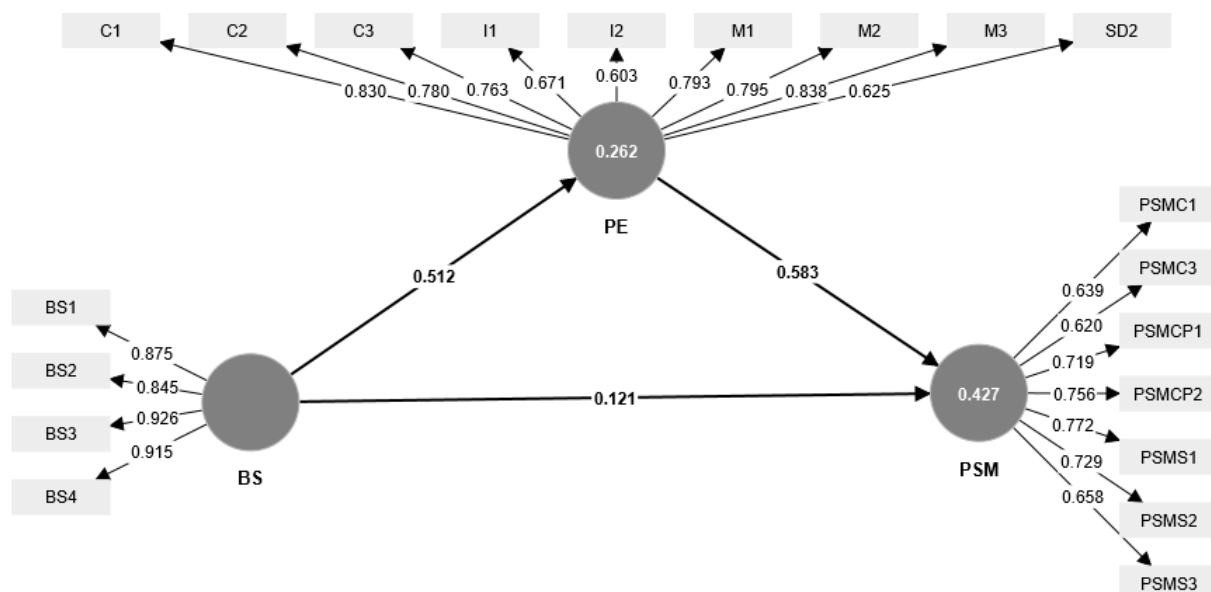 C1 C2 C3 I1 I2 M1 M2 M3 SD2
0.830 0.780 0.763 0.671 0.603 0.793 0.795 0.838 0.625
0.262
PE
0.512
0.583
BS1
BS2
BS3
BS4
0.875
0.845
0.926
0.915
BS
0.121
0.427
PSM
0.639
0.620
0.719
0.756
0.772
0.729
0.658
PSMC1
PSMC3
PSMCP1
PSMCP2
PSMS1
PSMS2
PSMS3